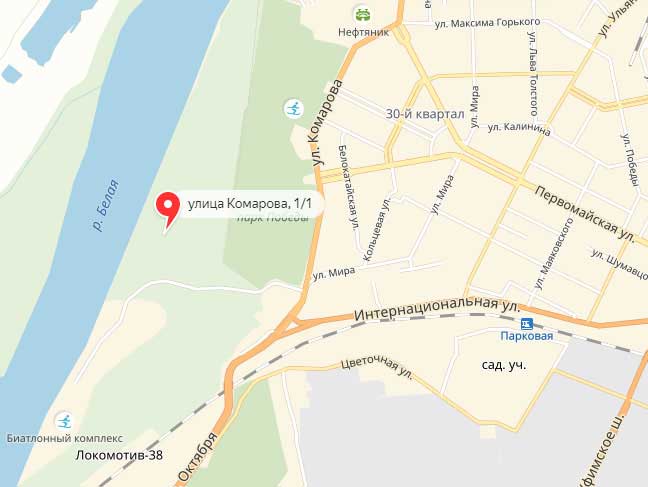 ул. Максима Горького
Нефтяник
ул. Ульян
ул. Льва Толстого
ул. Мира
ул. Комарова
30-й квартал
ул. Калинина
ул. Победы
Белокатайская ул.
р. Белая
улица Комарова, 1/1
парк Победы
Кольцевая ул.
ул. Мира
Первомайская ул.
ул. Маяковского
ул. Шумавцо
ул. Мира
Интернациональная ул.
Парковая
Цветочная ул.
сад. уч.
Биатлонный комплекс
Локомотив-38
Октября
Уфимское ш.